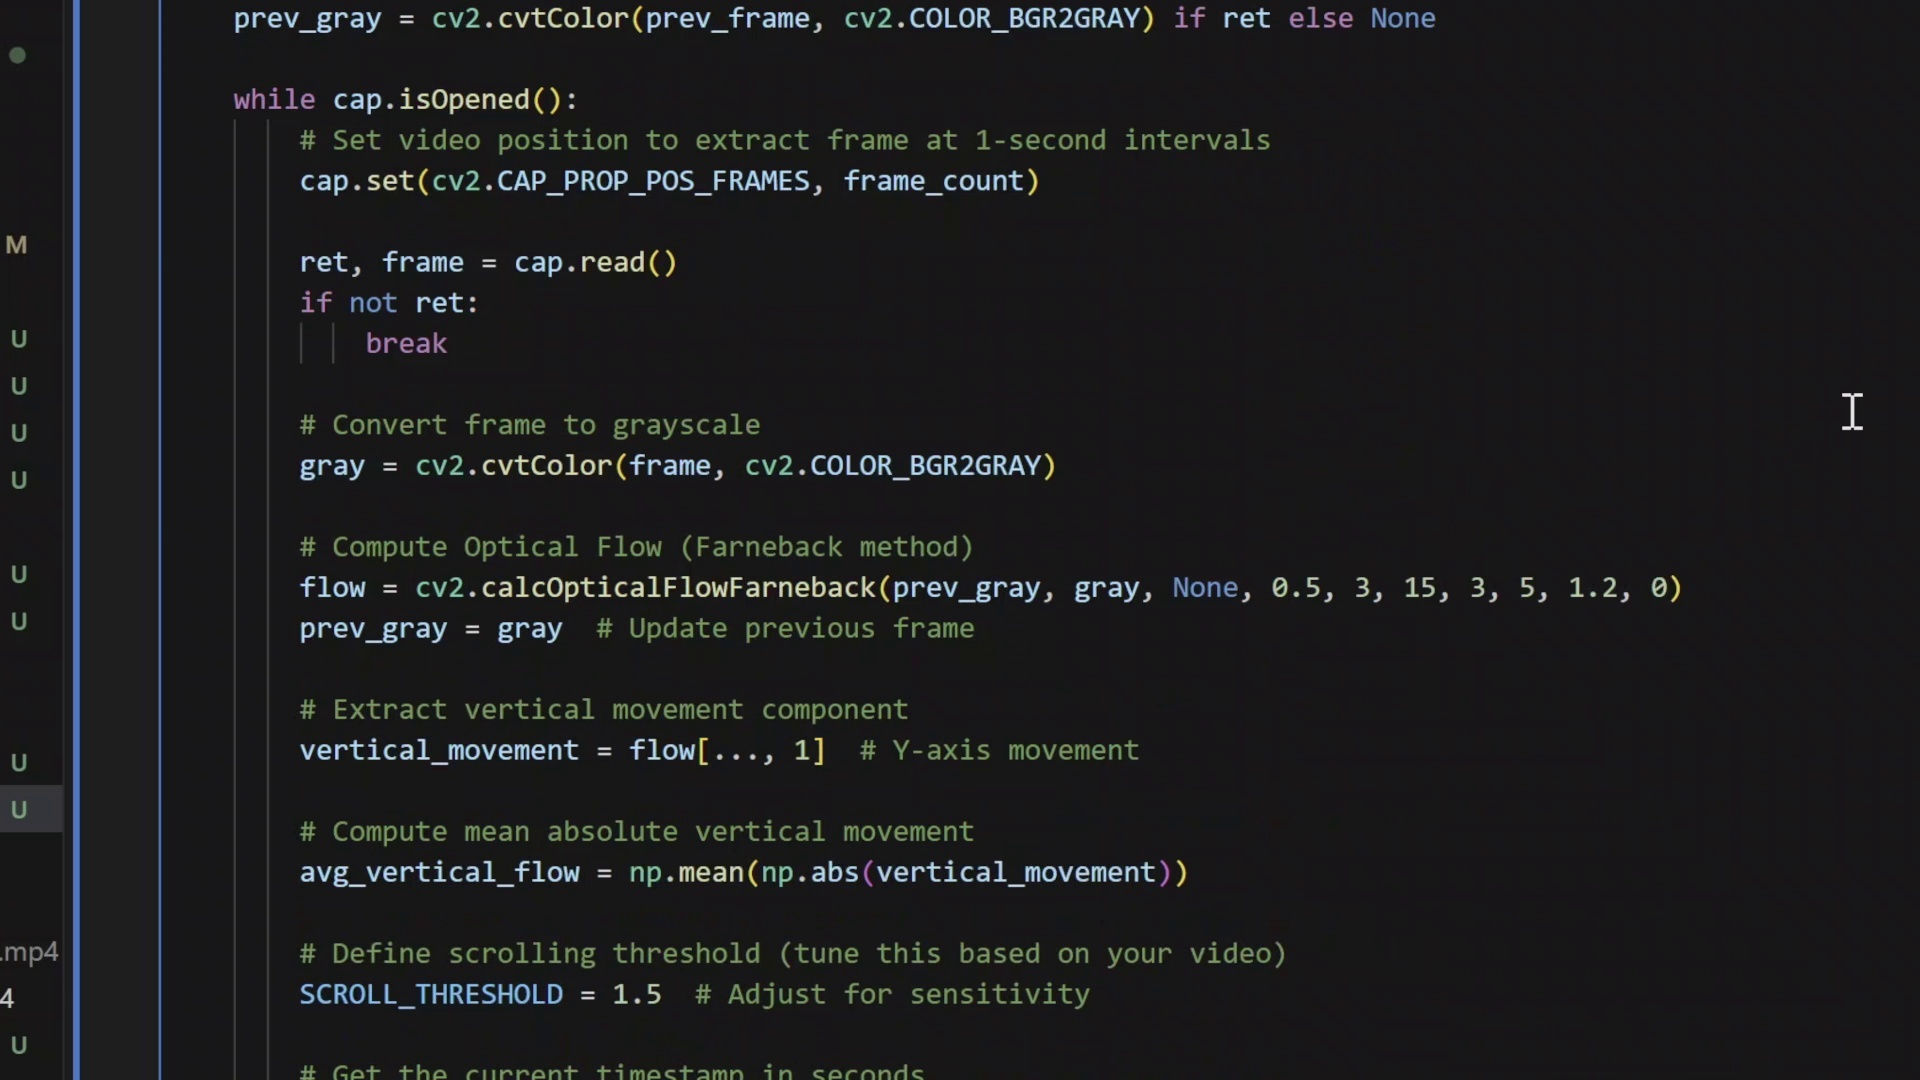 prev_gray = cv2.cvtColor(prev_frame, cv2.COLOR_BGR2GRAY) if ret else None
while cap.isOpened():
# Set video position to extract frame at 1-second intervals
cap.set(cv2.CAP_PROP_POS_FRAMES, frame_count)
M
ret, frame = cap.read()
if not ret:
U
break
U
# Convert frame to grayscale
U
gray = cv2.cvtColor(frame, cv2.COLOR_BGR2GRAY)
U
# Compute Optical Flow (Farneback method)
U
flow = cv2.calcOpticalFlowFarneback(prev_gray, gray, None, 0.5, 3, 15, 3, 5, 1.2, 0)
U
prev_gray = gray  # Update previous frame
# Extract vertical movement component
vertical_movement = flow[..., 1]  # Y-axis movement
U
U
# Compute mean absolute vertical movement
avg_vertical_flow = np.mean(np.abs(vertical_movement))
.mp4
# Define scrolling threshold (tune this based on your video)
4
SCROLL_THRESHOLD = 1.5  # Adjust for sensitivity
U
# Get the current timestamp in seconds